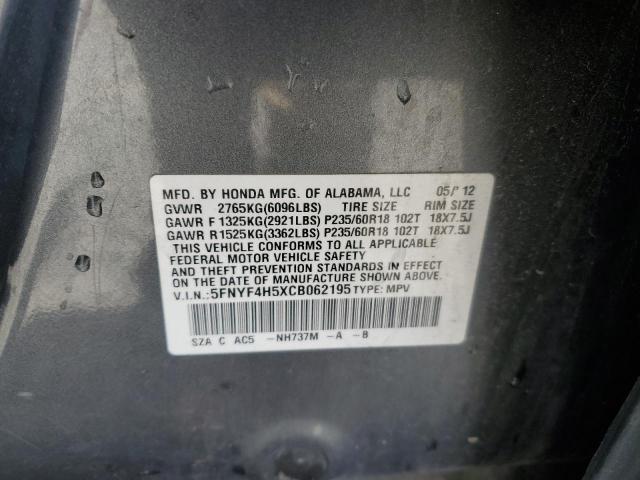 MFD. BY HONDA MFG. OF ALABAMA, LLC 05/'12
GVWR 2765KG(6096LBS) TIRE SIZE RIM SIZE
GAWR F 1325KG(2921LBS) P235/60R18 102T 18X7.5J
GAWR R1525KG(3362LBS) P235/60R18 102T 18X7.5J
THIS VEHICLE CONFORMS TO ALL APPLICABLE
FEDERAL MOTOR VEHICLE SAFETY
AND THEFT PREVENTION STANDARDS IN EFFECT
ON THE DATE OF MANUFACTURE SHOWN ABOVE.
V.I.N.:5FNYF4H5XCB062195 TYPE: MPV
SZA C AC5 -NH737M -A -B